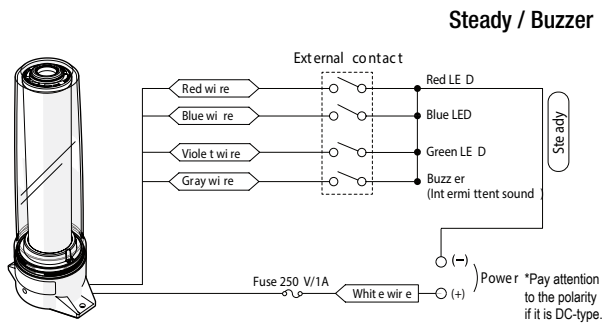 Steady / Buzzer
External contact
Red wire
Red LED
Blue wire
Blue LED
Violet wire
Green LED
Gray wire
Buzzer
(Intermittent sound)
Steady
Fuse 250 V/1A
White wire
(−)
(+)
Power
*Pay attention
to the polarity
if it is DC-type.